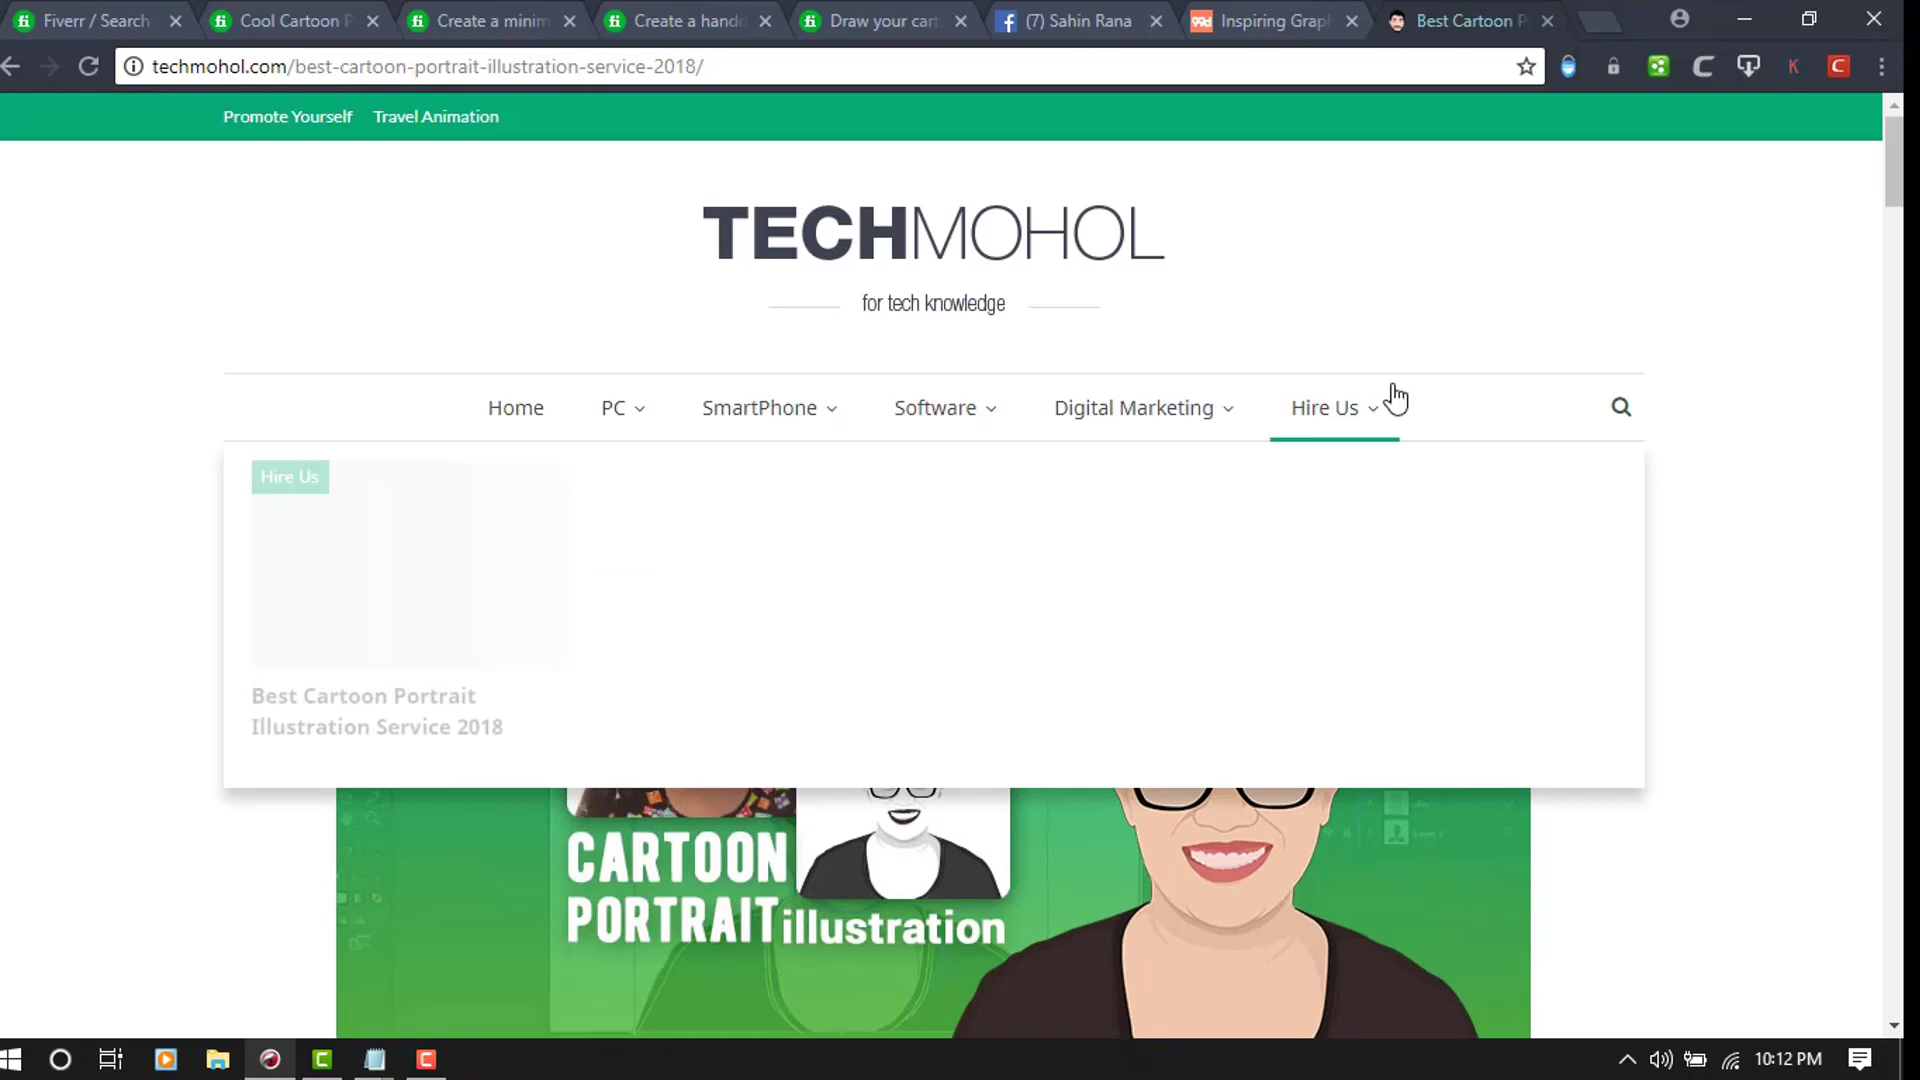 Fiverr / Search
Cool Cartoon P
Create a minim
Create a hand
Draw your cart
(7) Sahin Rana
Inspiring Grap
Best Cartoon P
techmohol.com/best-cartoon-portrait-illustration-service-2018/
Promote Yourself Travel Animation
TECHMOHOL
for tech knowledge
Home PC SmartPhone Software Digital Marketing Hire Us
Hire Us
Best Cartoon Portrait
Illustration Service 2018
CARTOON
PORTRAIT illustration
10:12 PM